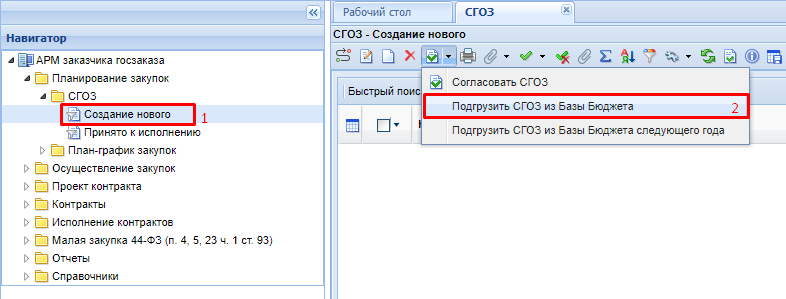 Рабочий стол
СГОЗ
Навигатор
СГОЗ - Создание нового
АРМ заказчика госзаказа
Планирование закупок
СГОЗ
Создание нового
1
Принято к исполнению
План-график закупок
Осуществление закупок
Проект контракта
Контракты
Исполнение контрактов
Малая закупка 44-ФЗ (п. 4, 5, 23 ч. 1 ст. 93)
Отчеты
Справочники
Быстрый поис
Согласовать СГОЗ
Подгрузить СГОЗ из Базы Бюджета
2
Подгрузить СГОЗ из Базы Бюджета следующего года